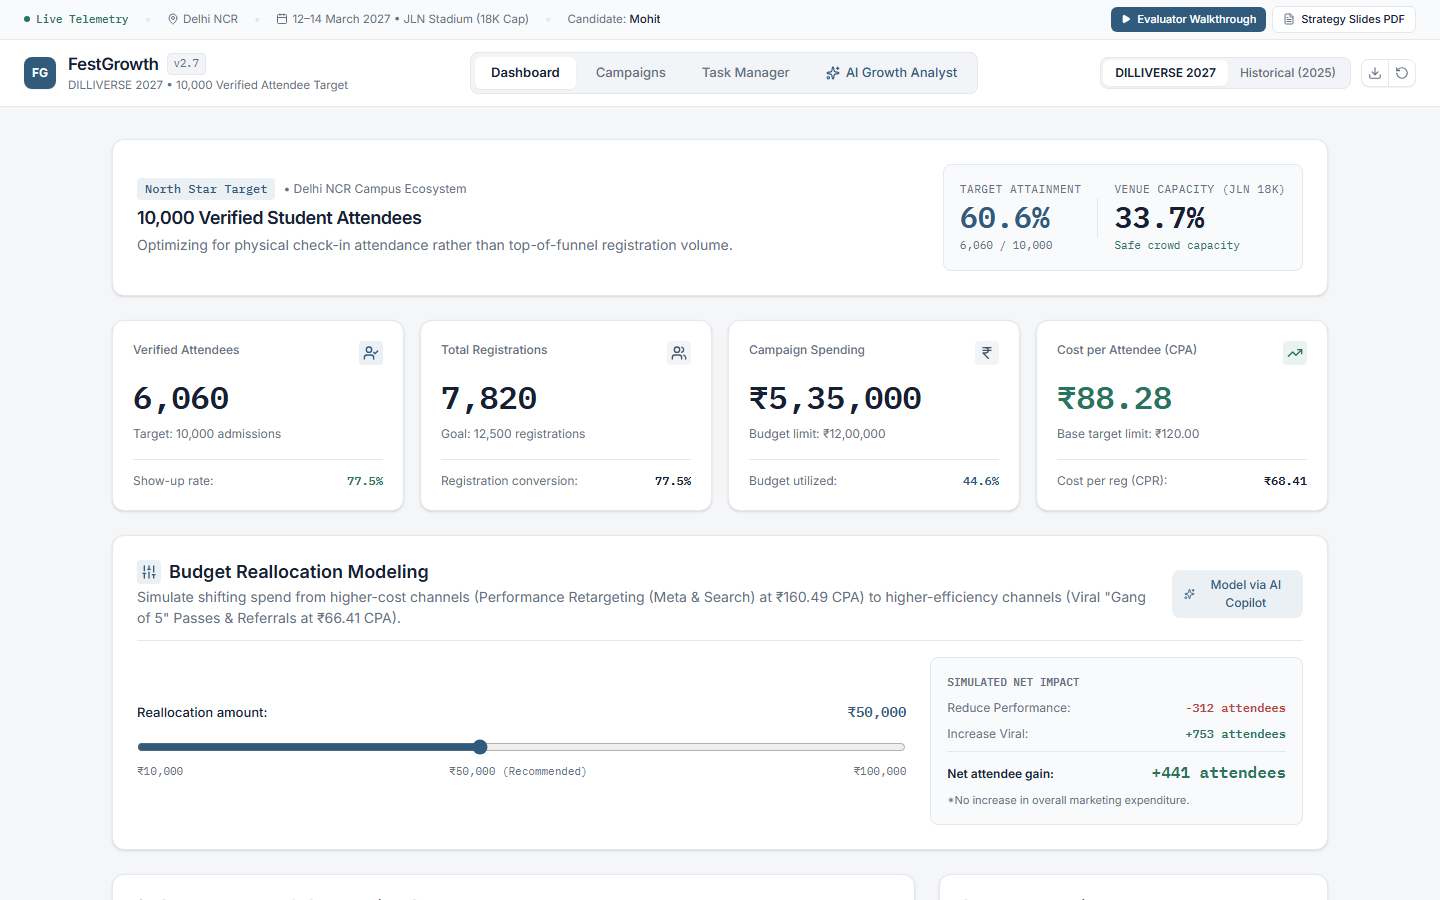 Live Telemetry
Delhi NCR
12–14 March 2027 • JLN Stadium (18K Cap)
Candidate: Mohit
Evaluator Walkthrough
Strategy Slides PDF
FG
FestGrowth
v2.7
DILLIVERSE 2027 • 10,000 Verified Attendee Target
Dashboard
Campaigns
Task Manager
AI Growth Analyst
DILLIVERSE 2027
Historical (2025)
North Star Target
• Delhi NCR Campus Ecosystem
10,000 Verified Student Attendees
Optimizing for physical check-in attendance rather than top-of-funnel registration volume.
TARGET ATTAINMENT
60.6%
6,060 / 10,000
VENUE CAPACITY (JLN 18K)
33.7%
Safe crowd capacity
Verified Attendees
6,060
Target: 10,000 admissions
Show-up rate: 77.5%
Total Registrations
7,820
Goal: 12,500 registrations
Registration conversion: 77.5%
Campaign Spending
₹
₹5,35,000
Budget limit: ₹12,00,000
Budget utilized: 44.6%
Cost per Attendee (CPA)
₹88.28
Base target limit: ₹120.00
Cost per reg (CPR): ₹68.41
Budget Reallocation Modeling
Simulate shifting spend from higher-cost channels (Performance Retargeting (Meta & Search) at ₹160.49 CPA) to higher-efficiency channels (Viral "Gang
of 5" Passes & Referrals at ₹66.41 CPA).
Model via AI
Copilot
Reallocation amount: ₹50,000
₹10,000 ₹50,000 (Recommended) ₹100,000
SIMULATED NET IMPACT
Reduce Performance: -312 attendees
Increase Viral: +753 attendees
Net attendee gain: +441 attendees
*No increase in overall marketing expenditure.